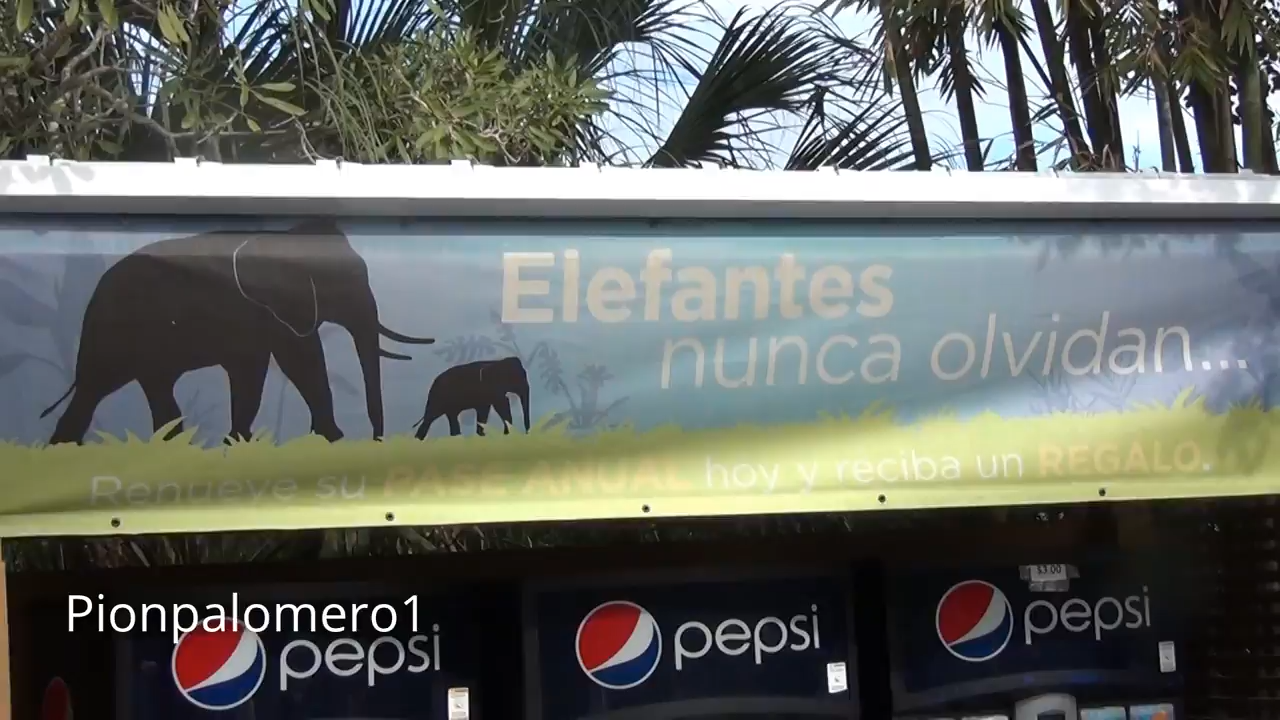 Elefantes
nunca olvidan...
Renueve su PASE ANUAL hoy y reciba un REGALO.
$3.00
Pionpalomero1
pepsi
pepsi
pepsi